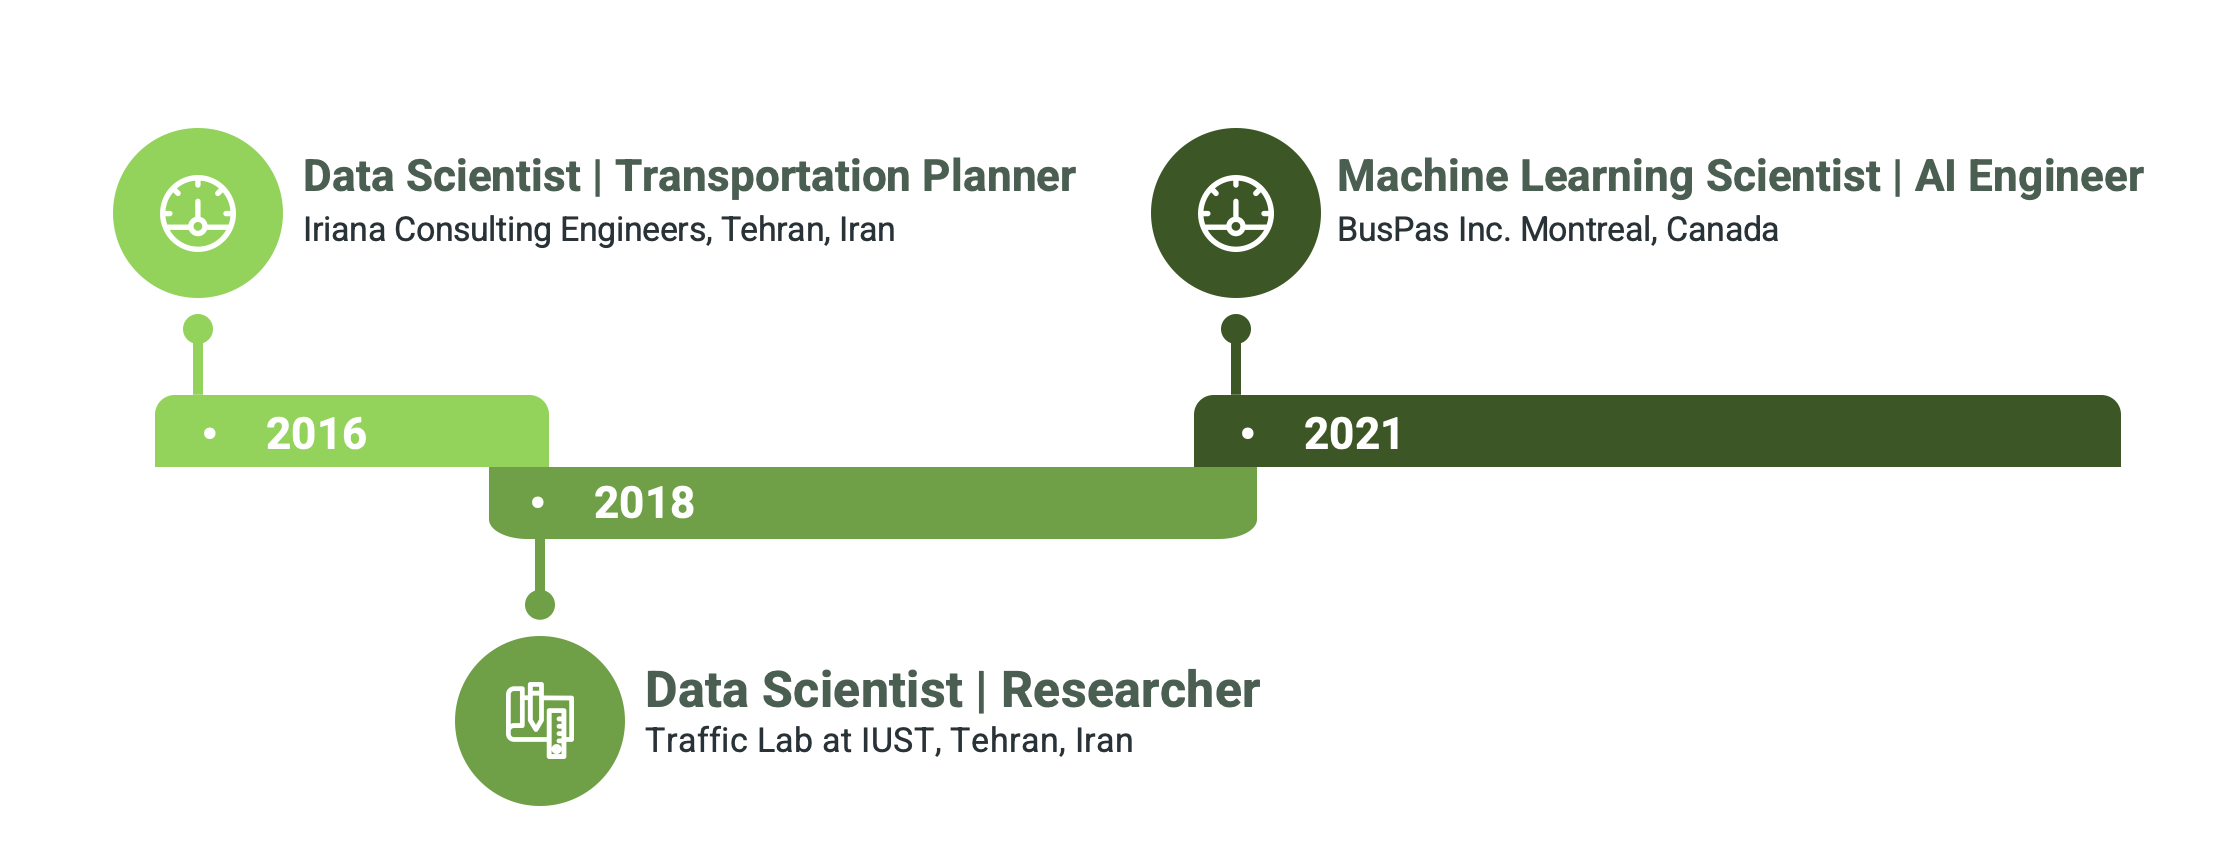 Data Scientist | Transportation Planner
Iriana Consulting Engineers, Tehran, Iran
Machine Learning Scientist | AI Engineer
BusPas Inc. Montreal, Canada
• 2016
• 2021
• 2018
Data Scientist | Researcher
Traffic Lab at IUST, Tehran, Iran